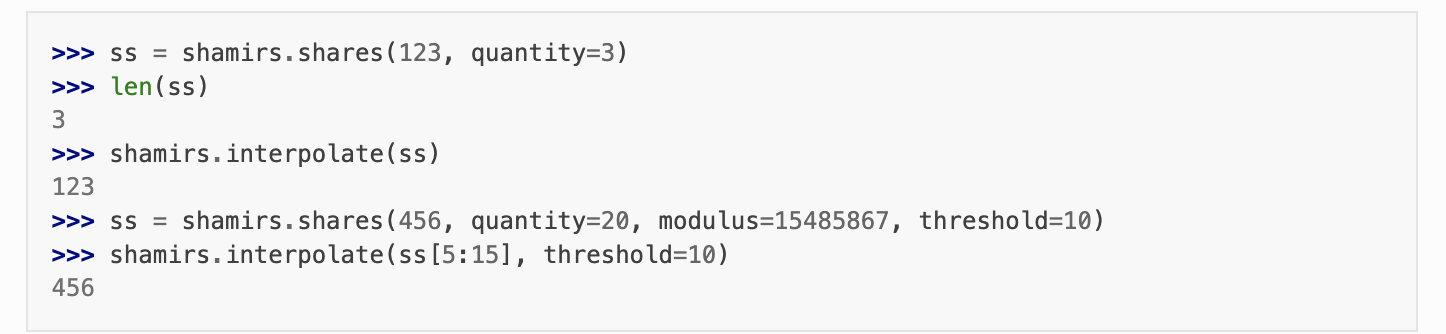 >>> ss = shamirs.shares(123, quantity=3)
>>> len(ss)
3
>>> shamirs.interpolate(ss)
123
>>> ss = shamirs.shares(456, quantity=20, modulus=15485867, threshold=10)
>>> shamirs.interpolate(ss[5:15], threshold=10)
456